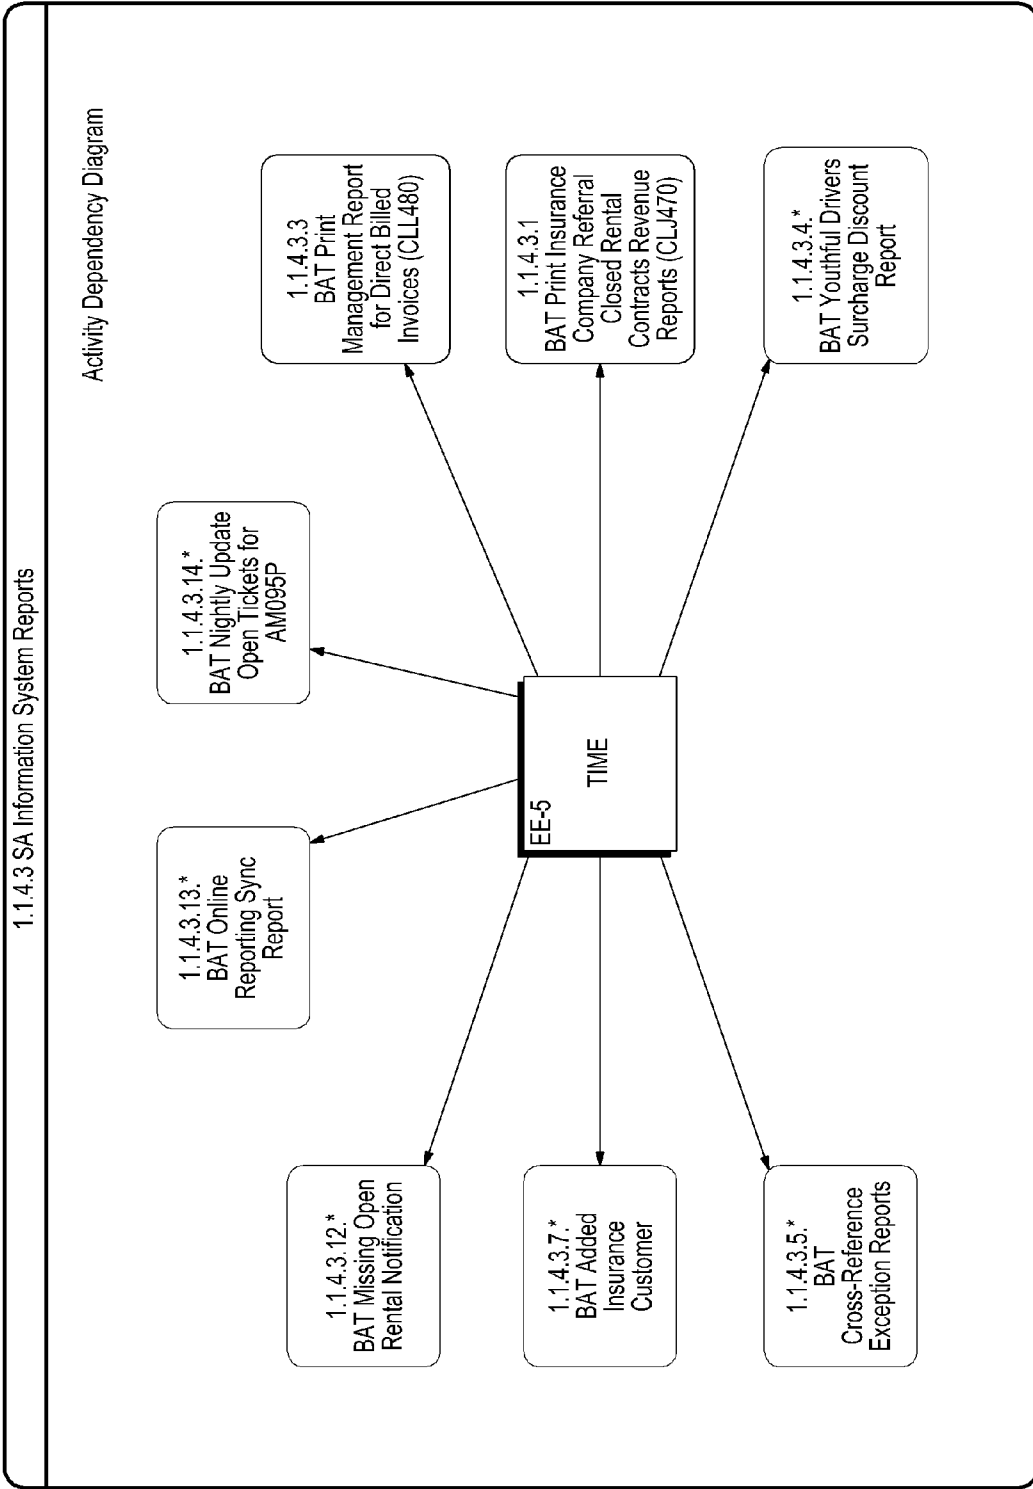 1.1.4.3 SA Information System Reports
Activity Dependency Diagram
1.1.4.3.13.*
BAT Online
Reporting Sync
Report
1.1.4.3.14.*
BAT Nightly Update
Open Tickets for
AM095P
1.1.4.3.12.*
BAT Missing Open
Rental Notification
1.1.4.3.3
BAT Print
Management Report
for Direct Billed
Invoices (CLL480)
1.1.4.3.7.*
BAT Added
Insurance
Customer
EE-5
TIME
1.1.4.3.1
BAT Print Insurance
Company Referral
Closed Rental
Contracts Revenue
Reports (CLJ470)
1.1.4.3.5.*
BAT
Cross-Reference
Exception Reports
1.1.4.3.4.*
BAT Youthful Drivers
Surcharge Discount
Report